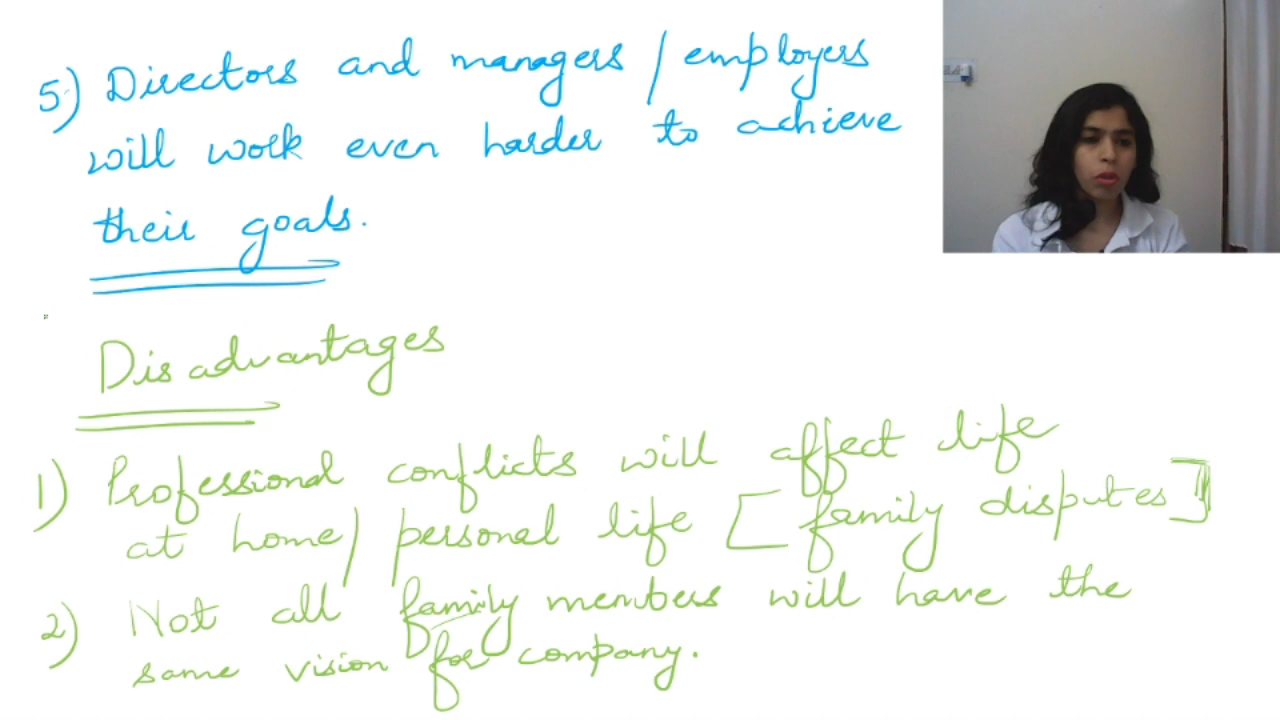 5) Directors and managers / employers
will work even harder to achieve
their goals.
Disadvantages
1) Professional conflicts will affect life
at home / personal life [family disputes]
2) Not all family members will have the
same vision for company.